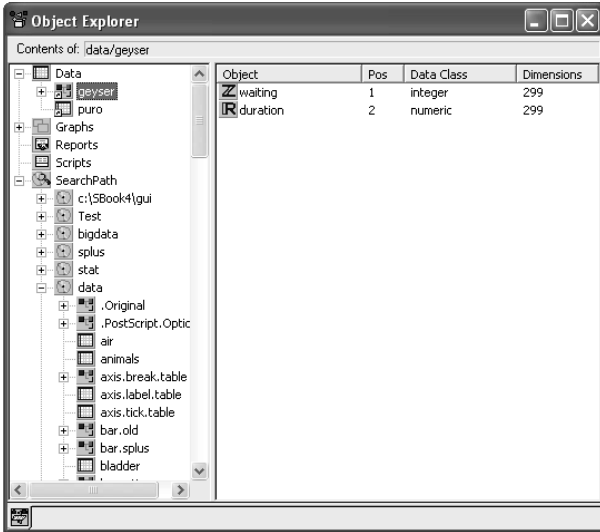 Object Explorer
Contents of: data/geyser
Data
geyser
puro
Graphs
Reports
Scripts
SearchPath
c:\SBook4\gui
Test
bigdata
splus
stat
data
.Original
.PostScript.Optic
air
animals
axis.break.table
axis.label.table
axis.tick.table
bar.old
bar.splus
bladder
Object Pos Data Class Dimensions
Z waiting 1 integer 299
R duration 2 numeric 299